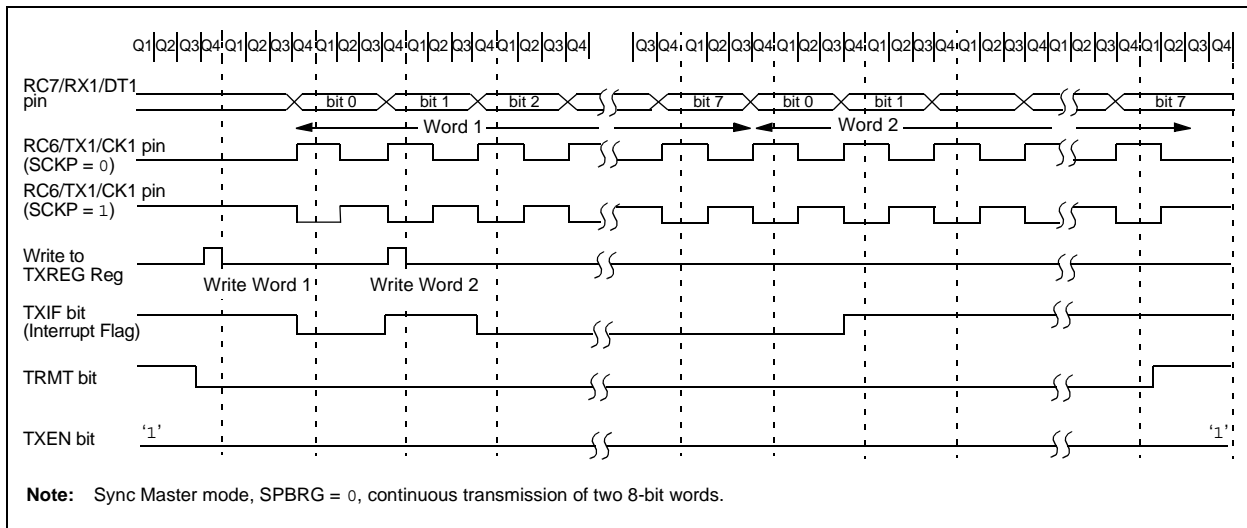 Q1 Q2 Q3 Q4 Q1 Q2 Q3 Q4 Q1 Q2 Q3 Q4 Q1 Q2 Q3 Q4 Q1 Q2 Q3 Q4 Q3 Q4 Q1 Q2 Q3 Q4 Q1 Q2 Q3 Q4 Q1 Q2 Q3 Q4 Q1 Q2 Q3 Q4 Q1 Q2 Q3 Q4 Q1 Q2 Q3 Q4
RC7/RX1/DT1
pin
bit 0 bit 1 bit 2 bit 7 bit 0 bit 1 bit 7
Word 1 Word 2
RC6/TX1/CK1 pin
(SCKP = 0)
RC6/TX1/CK1 pin
(SCKP = 1)
Write to
TXREG Reg
Write Word 1 Write Word 2
TXIF bit
(Interrupt Flag)
TRMT bit
TXEN bit
‘1’ ‘1’
Note: Sync Master mode, SPBRG = 0, continuous transmission of two 8-bit words.